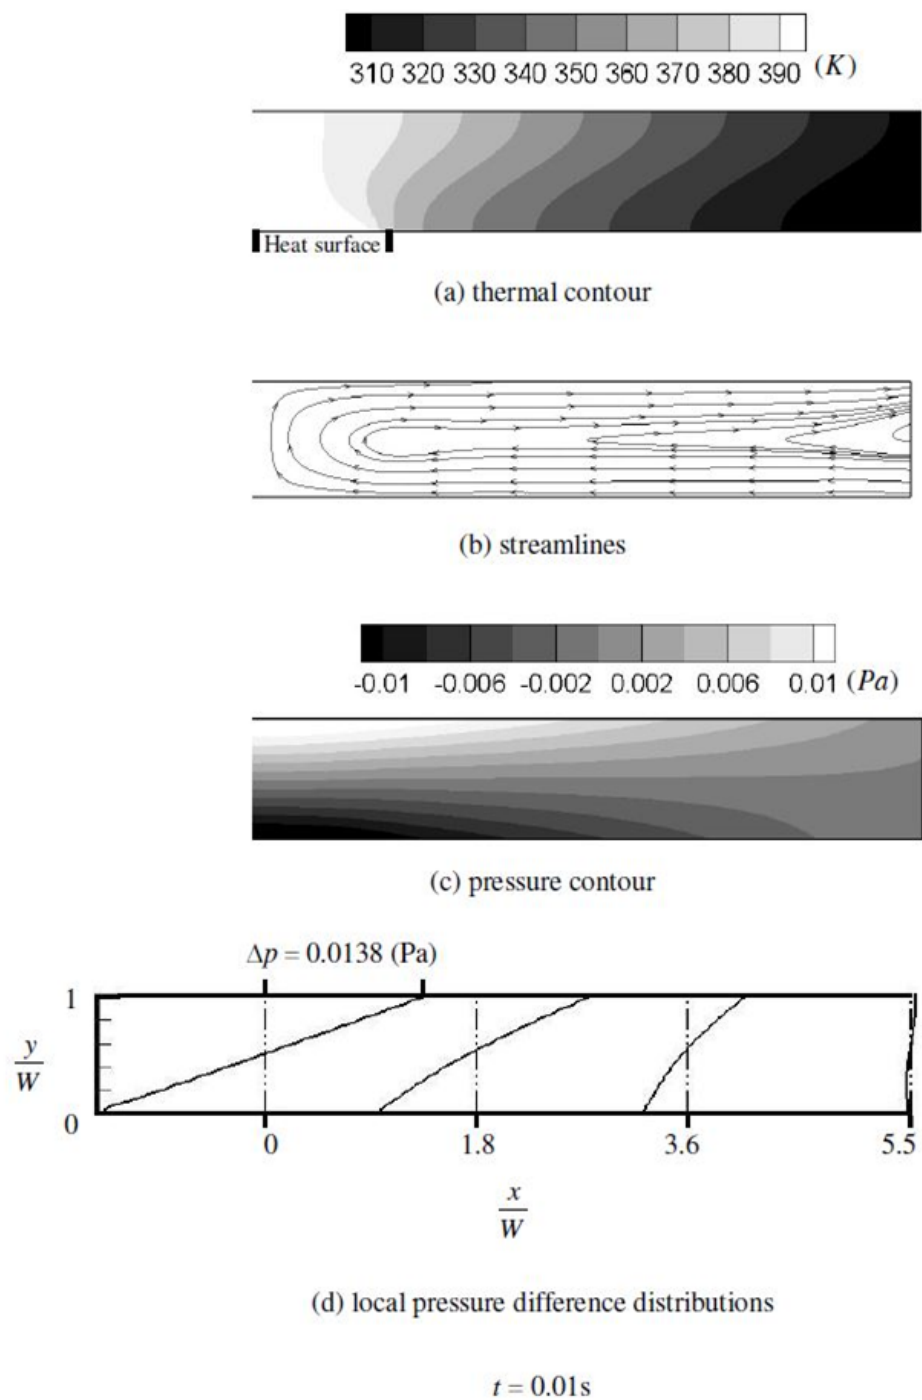 310 320 330 340 350 360 370 380 390 (K)
Heat surface
(a) thermal contour
(b) streamlines
-0.01 -0.006 -0.002 0.002 0.006 0.01 (Pa)
(c) pressure contour
Δp = 0.0138 (Pa)
1
y
W
0
0 1.8 3.6 5.5
x
W
(d) local pressure difference distributions
t = 0.01s